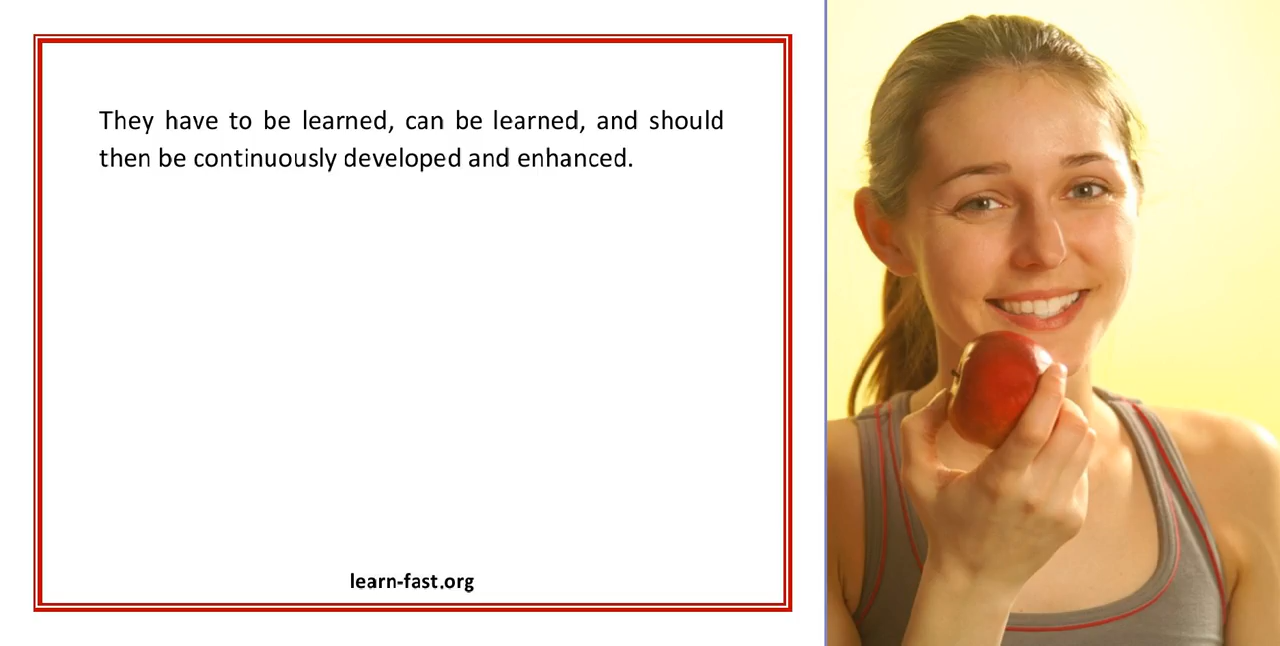 They have to be learned, can be learned, and should
then be continuously developed and enhanced.
learn-fast.org